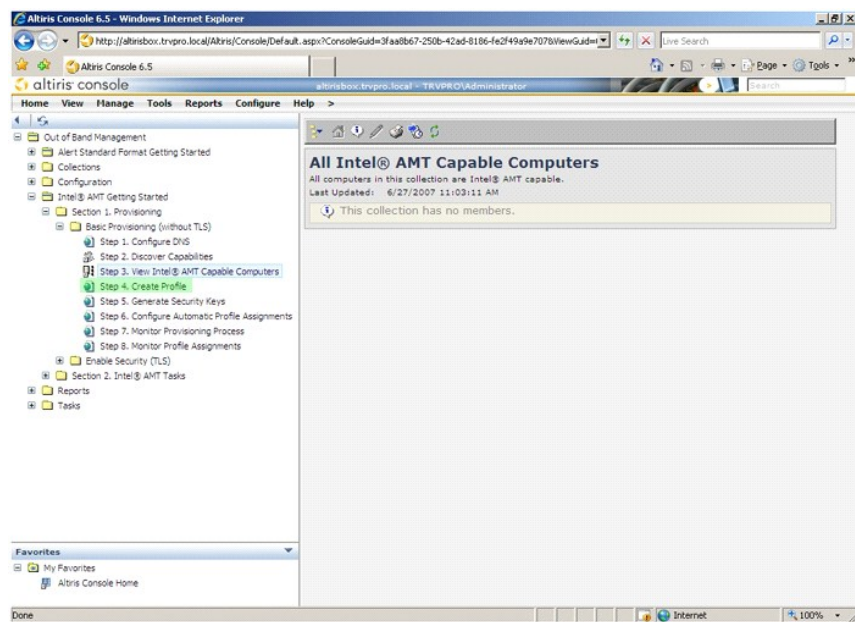 Altiris Console 6.5 - Windows Internet Explorer
http://altirisbox.trvpro.local/Altiris/Console/Default.aspx?ConsoleGuid=3faa8b67-250b-42ad-8186-fe2f49a9e707&ViewGuid=
Live Search
Altiris Console 6.5
Page
Tools
altiris console
altirisbox.trvpro.local - TRVPRO\Administrator
Search
Home View Manage Tools Reports Configure Help >
Out of Band Management
Alert Standard Format Getting Started
Collections
Configuration
Intel® AMT Getting Started
Section 1. Provisioning
Basic Provisioning (without TLS)
Step 1. Configure DNS
Step 2. Discover Capabilities
Step 3. View Intel® AMT Capable Computers
Step 4. Create Profile
Step 5. Generate Security Keys
Step 6. Configure Automatic Profile Assignments
Step 7. Monitor Provisioning Process
Step 8. Monitor Profile Assignments
Enable Security (TLS)
Section 2. Intel® AMT Tasks
Reports
Tasks
All Intel® AMT Capable Computers
All computers in this collection are Intel® AMT capable.
Last Updated: 6/27/2007 11:03:11 AM
This collection has no members.
Favorites
My Favorites
Altiris Console Home
Done
Internet
100%